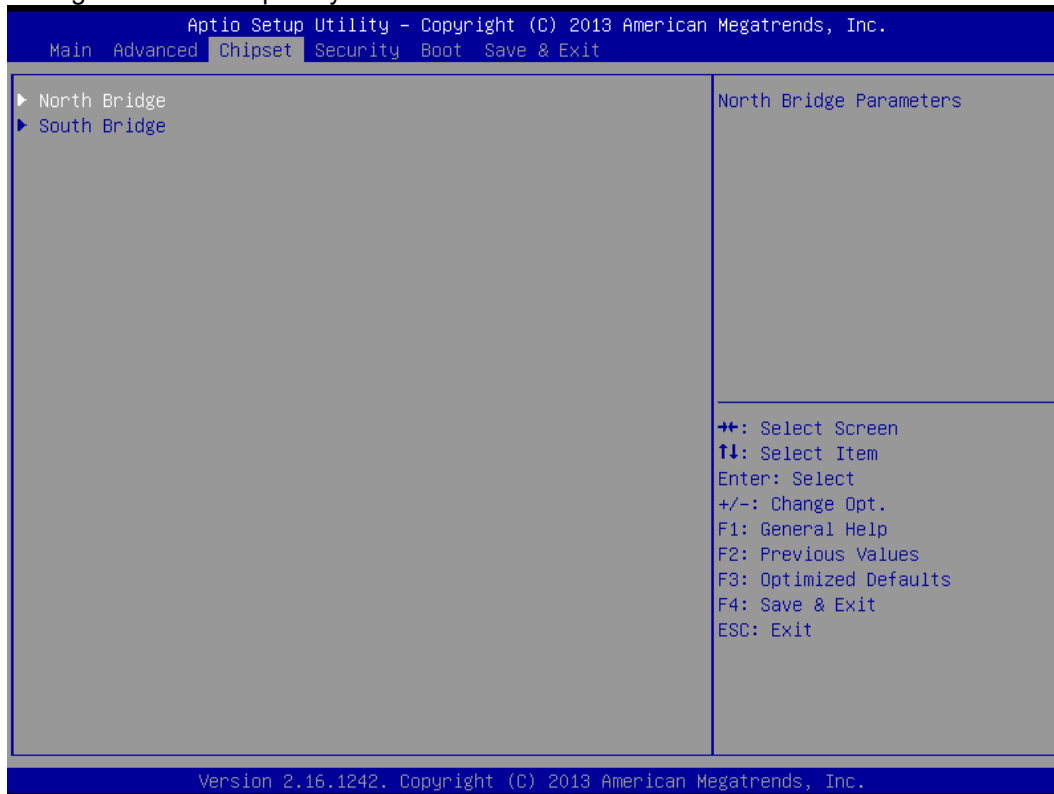 Aptio Setup Utility – Copyright (C) 2013 American Megatrends, Inc.
Main Advanced Chipset Security Boot Save & Exit
▶ North Bridge
▶ South Bridge
North Bridge Parameters
→←: Select Screen
↑↓: Select Item
Enter: Select
+/-: Change Opt.
F1: General Help
F2: Previous Values
F3: Optimized Defaults
F4: Save & Exit
ESC: Exit
Version 2.16.1242. Copyright (C) 2013 American Megatrends, Inc.